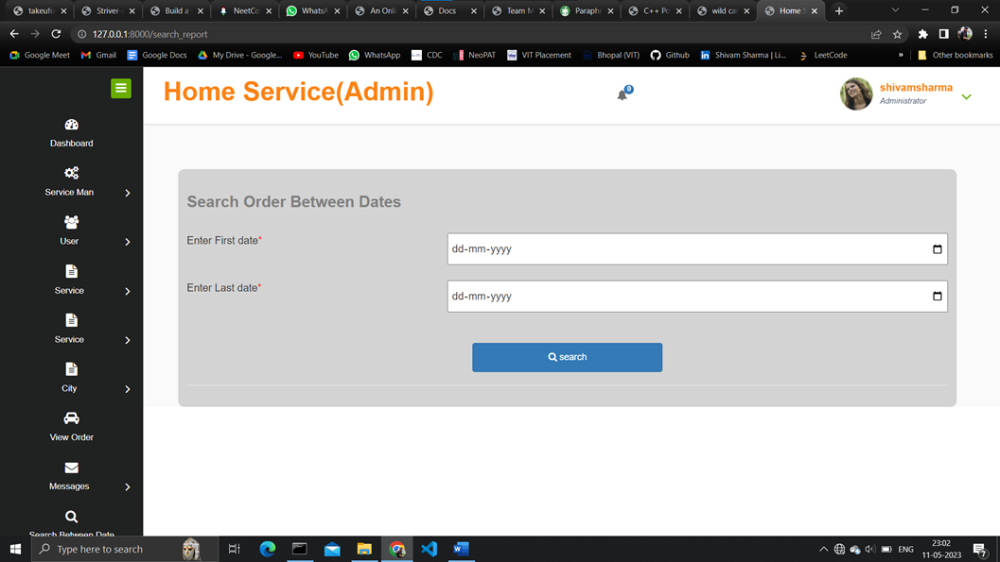 takeufo
Striver-
Build a
NeetCo
WhatsA
An Onli
Docs
Team M
Paraphr
C++ Po
wild ca
Home S
127.0.0.1:8000/search_report
Google Meet
Gmail
Google Docs
My Drive - Google...
YouTube
WhatsApp
CDC
NeoPAT
VIT Placement
Bhopal (VIT)
Shivam Sharma | Li...
Github
LeetCode
»
Other bookmarks
Home Service(Admin)
0
shivamsharma
Administrator
Dashboard
Service Man
User
Service
Service
City
View Order
Messages
Search Between Date
Search Order Between Dates
Enter First date*
dd-mm-yyyy
Enter Last date*
dd-mm-yyyy
search
Type here to search
ENG
23:02
11-05-2023
7